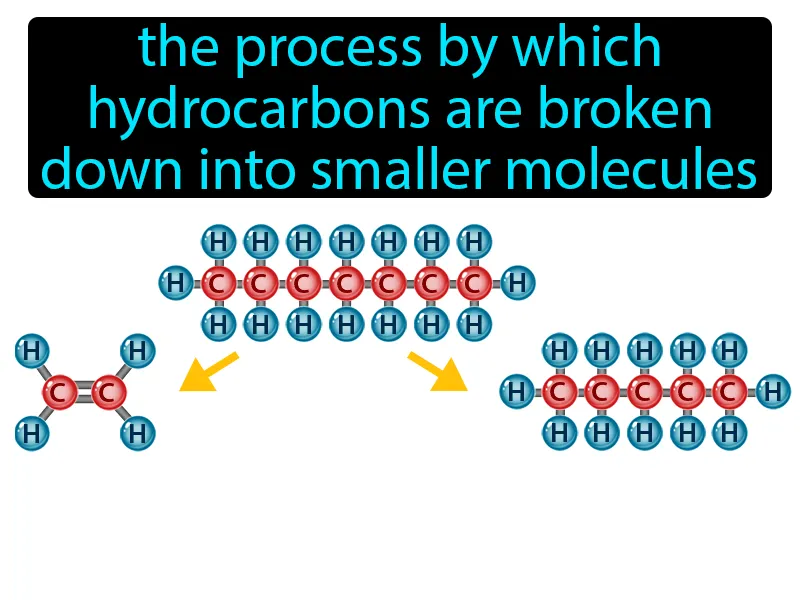 the process by which
hydrocarbons are broken
down into smaller molecules
H H H H H H H
H C C C C C C C H
H H H H H H H
H H
C C
H H
H H H H H
H C C C C C H
H H H H H